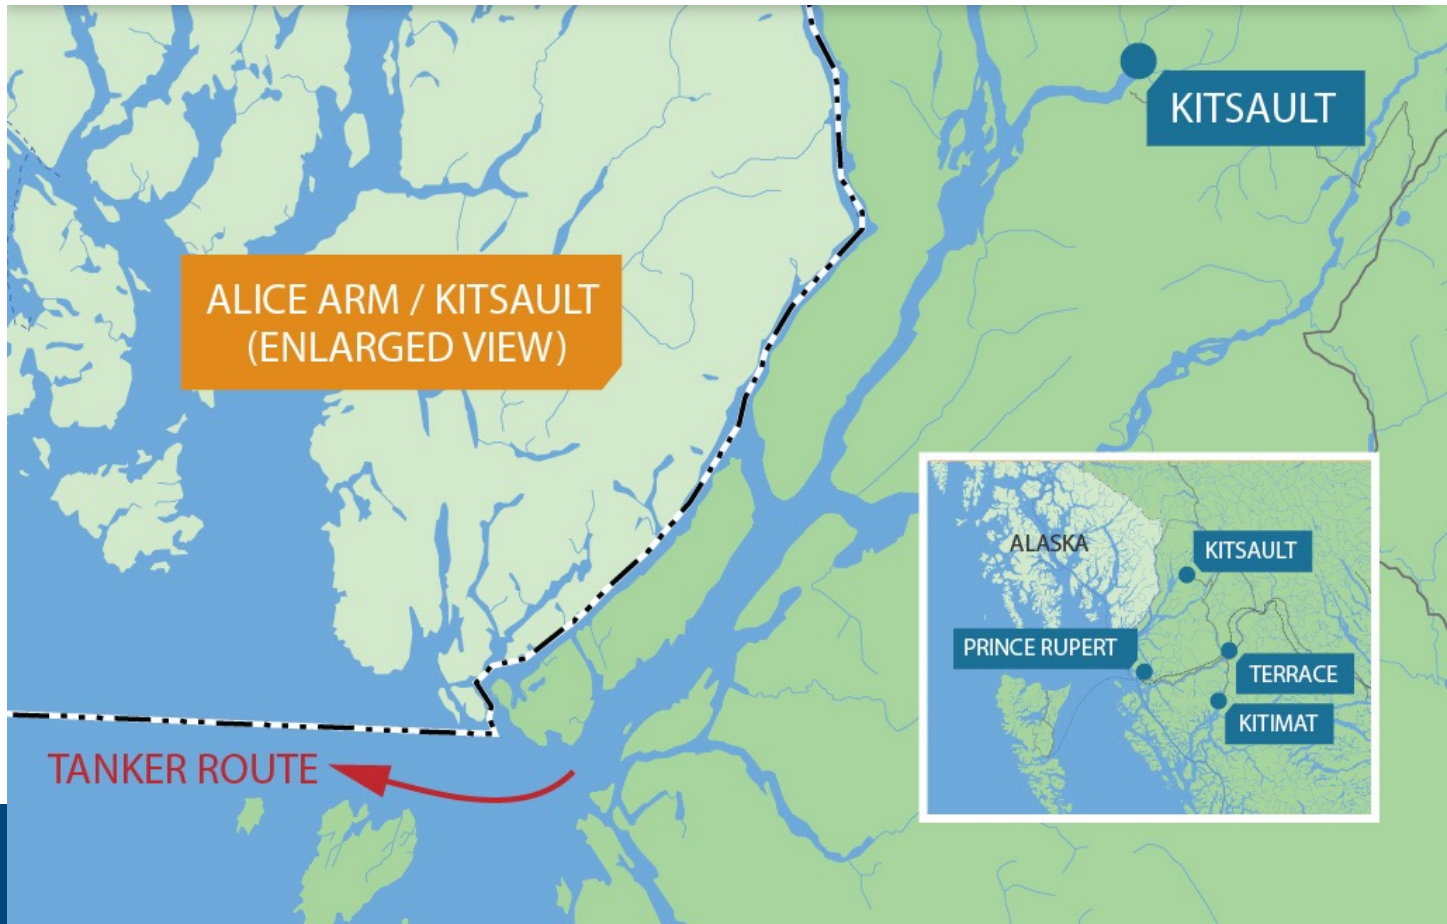 KITSAULT
ALICE ARM / KITSAULT
(ENLARGED VIEW)
TANKER ROUTE
ALASKA
KITSAULT
PRINCE RUPERT
TERRACE
KITIMAT